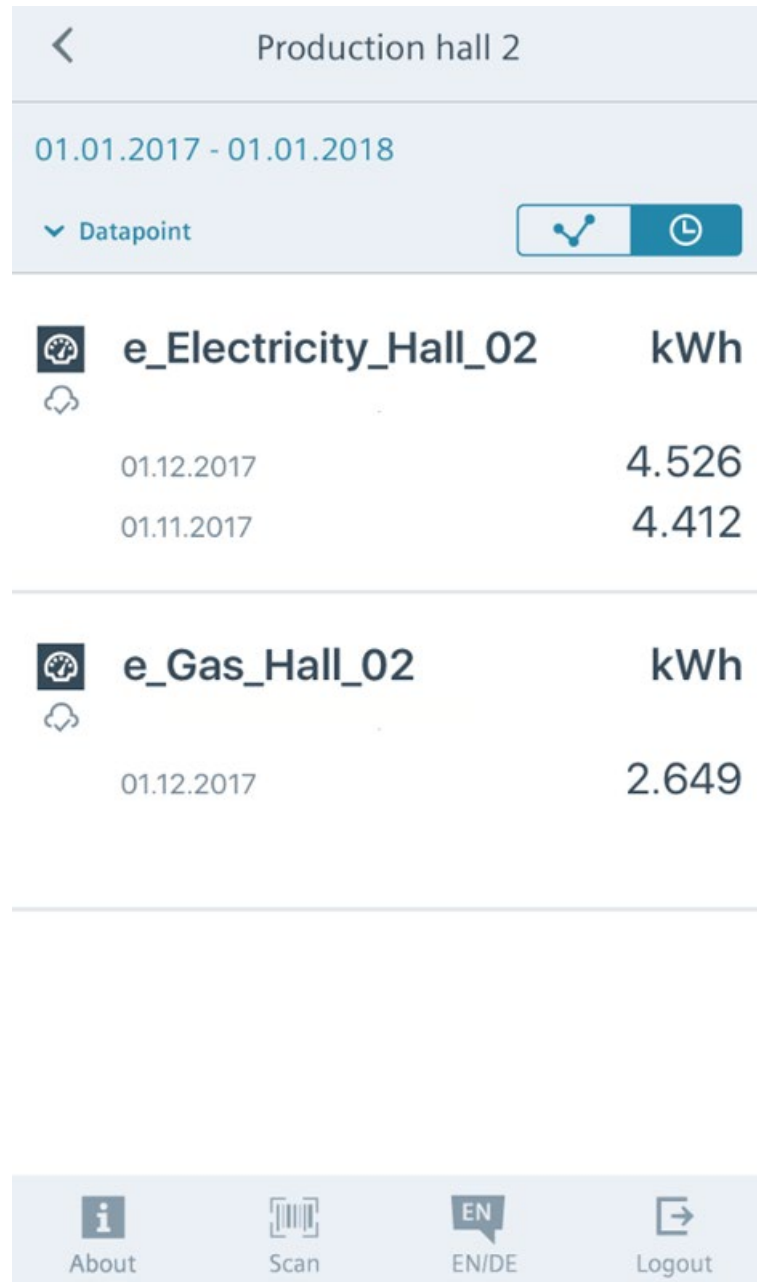 Production hall 2
01.01.2017 - 01.01.2018
Datapoint
e_Electricity_Hall_02 kWh
01.12.2017 4.526
01.11.2017 4.412
e_Gas_Hall_02 kWh
01.12.2017 2.649
i EN
About Scan EN/DE Logout